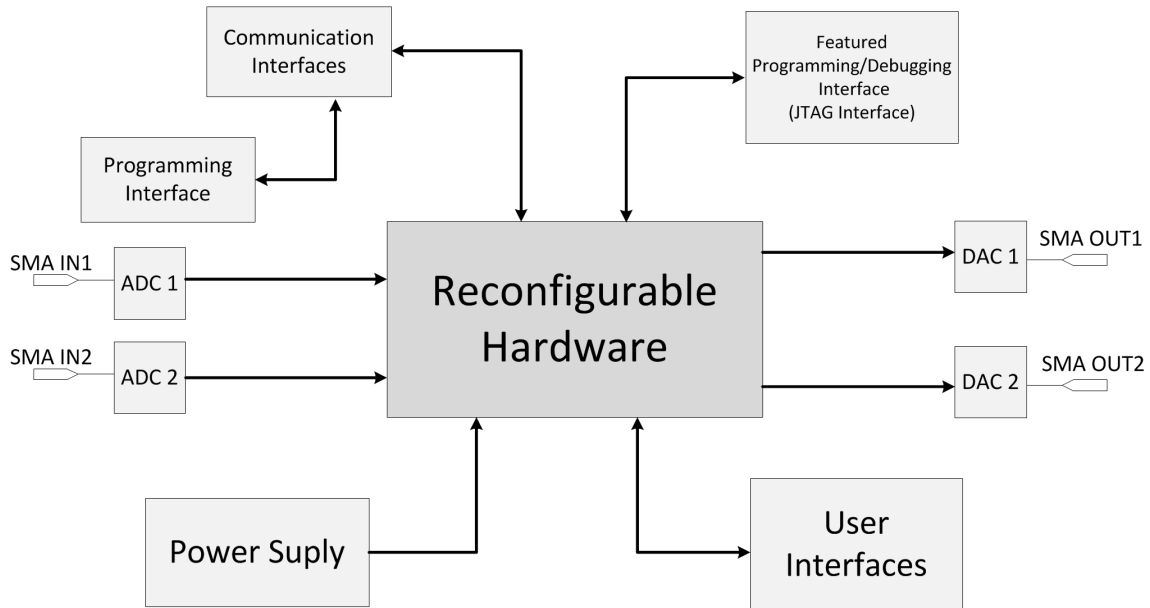 Communication
Interfaces
Featured
Programming/Debugging
Interface
(JTAG Interface)
Programming
Interface
SMA IN1
ADC 1
Reconfigurable
Hardware
DAC 1
SMA OUT1
SMA IN2
ADC 2
DAC 2
SMA OUT2
Power Suply
User
Interfaces